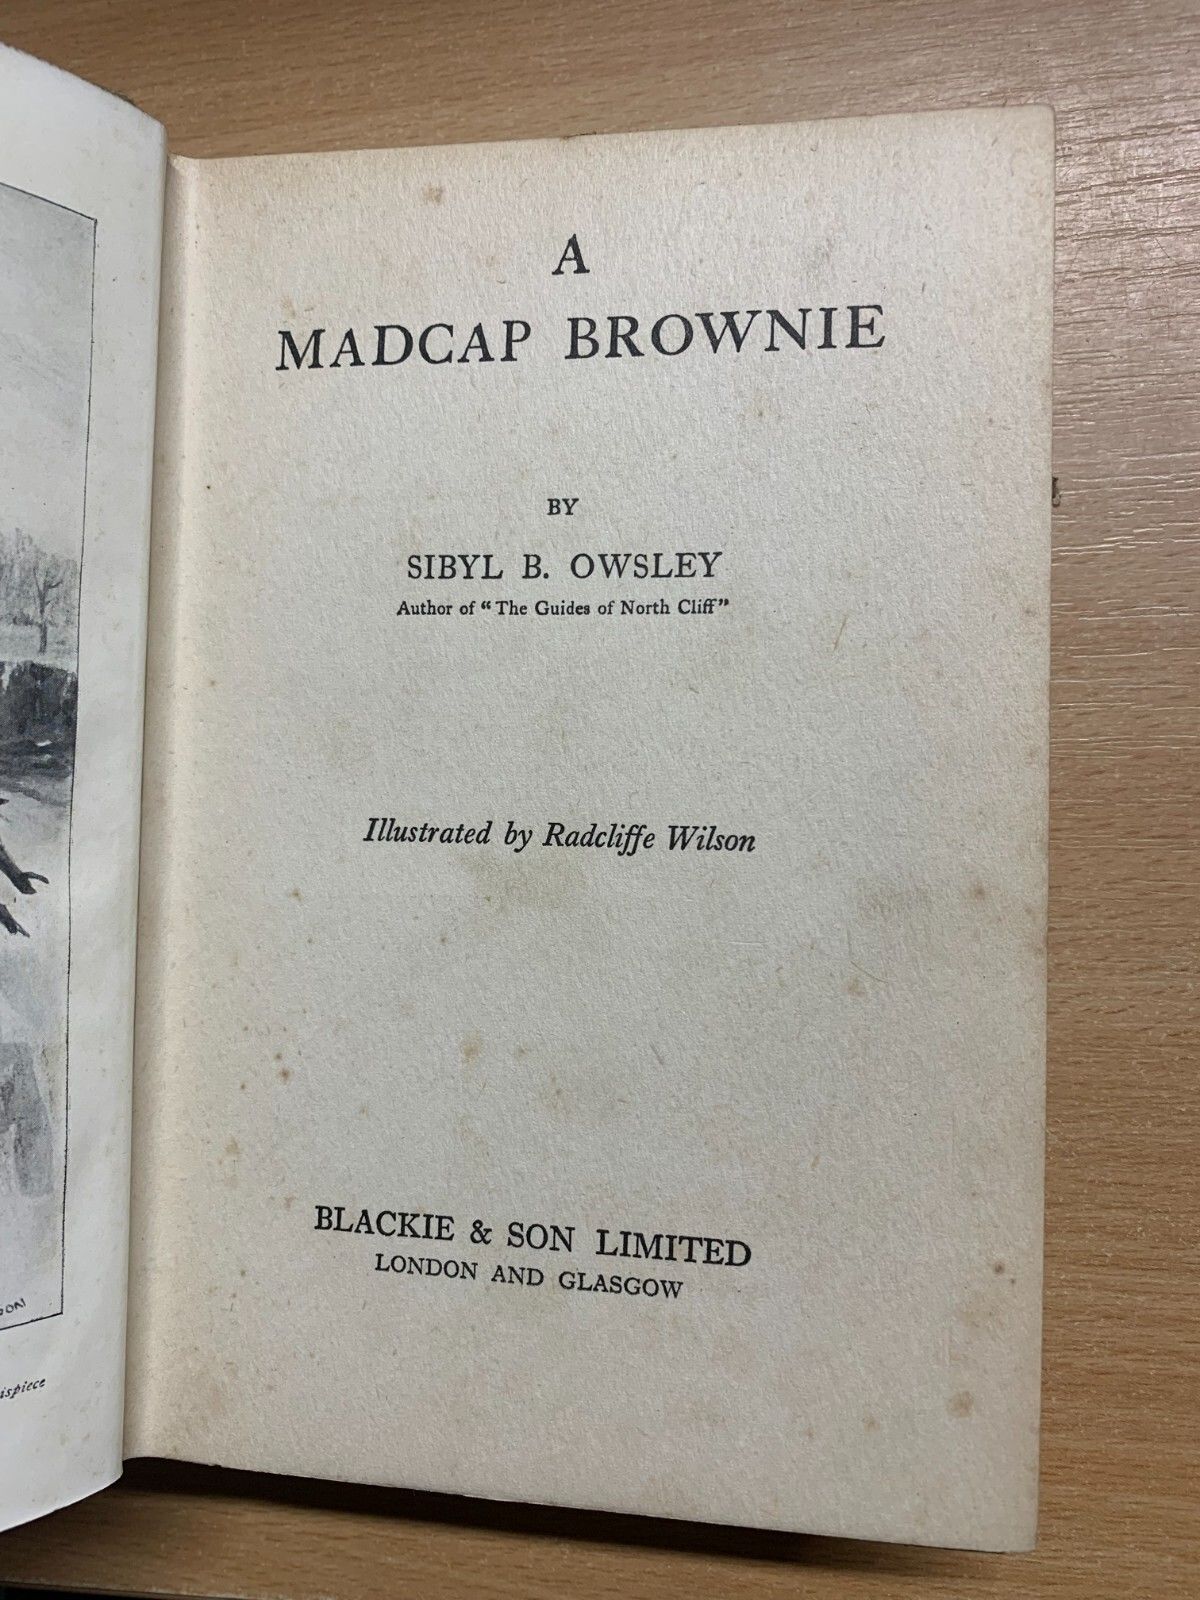 A
MADCAP BROWNIE
BY
SIBYL B. OWSLEY
Author of “The Guides of North Cliff”
Illustrated by Radcliffe Wilson
BLACKIE & SON LIMITED
LONDON AND GLASGOW